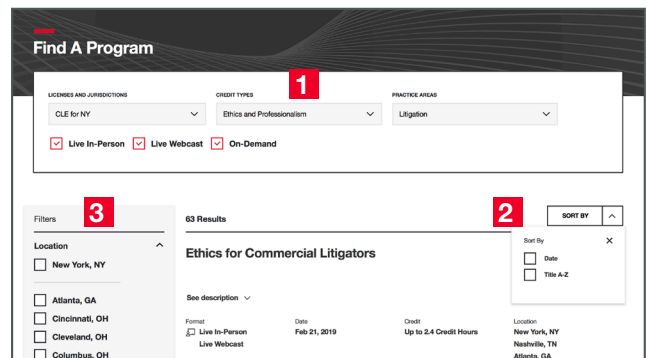 Find A Program
1
LICENSES AND JURISDICTIONS CREDIT TYPES PRACTICE AREAS
CLE for NY Ethics and Professionalism Litigation
Live In-Person Live Webcast On-Demand
3
Filters
Location
New York, NY
Atlanta, GA
Cincinnati, OH
Cleveland, OH
Columbus, OH
63 Results
2
SORT BY
Sort By
Date
Title A-Z
Ethics for Commercial Litigators
See description
Format Date Credit Location
Live In-Person Feb 21, 2019 Up to 2.4 Credit Hours New York, NY
Live Webcast Nashville, TN
Atlanta, GA